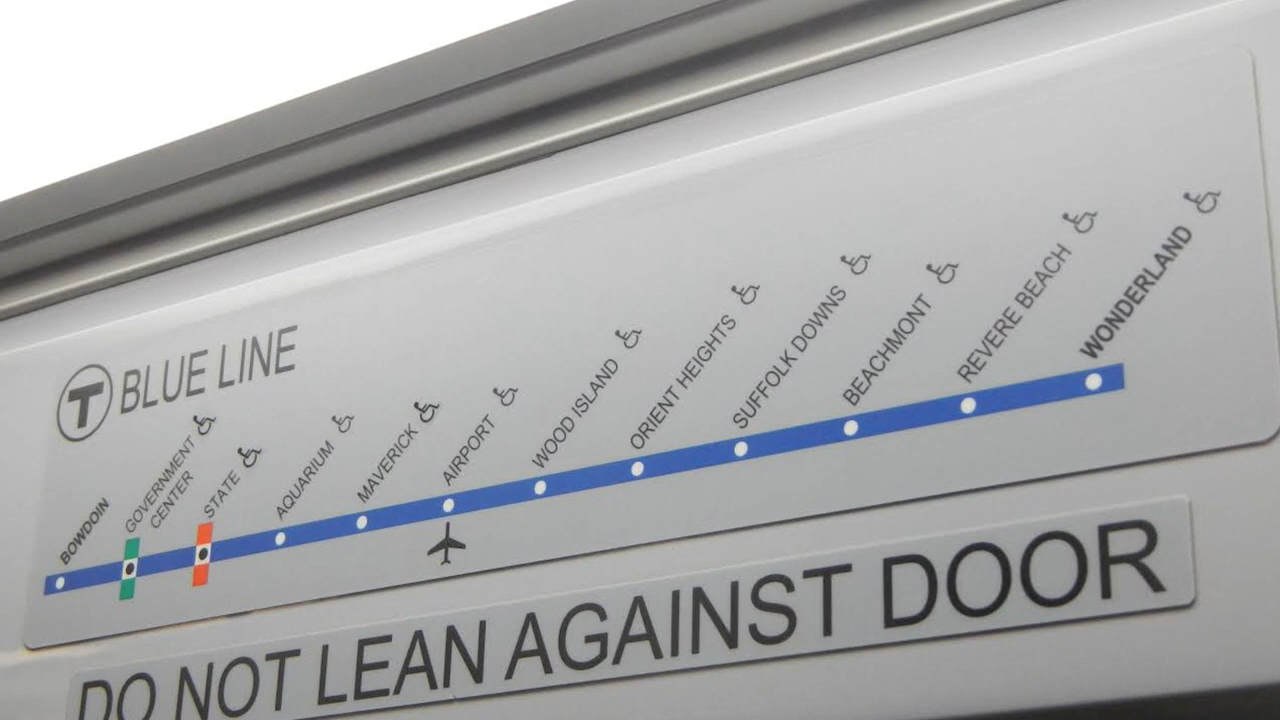 T BLUE LINE
BOWDOIN
GOVERNMENT
CENTER
STATE
AQUARIUM
MAVERICK
AIRPORT
WOOD ISLAND
ORIENT HEIGHTS
SUFFOLK DOWNS
BEACHMONT
REVERE BEACH
WONDERLAND
DO NOT LEAN AGAINST DOOR